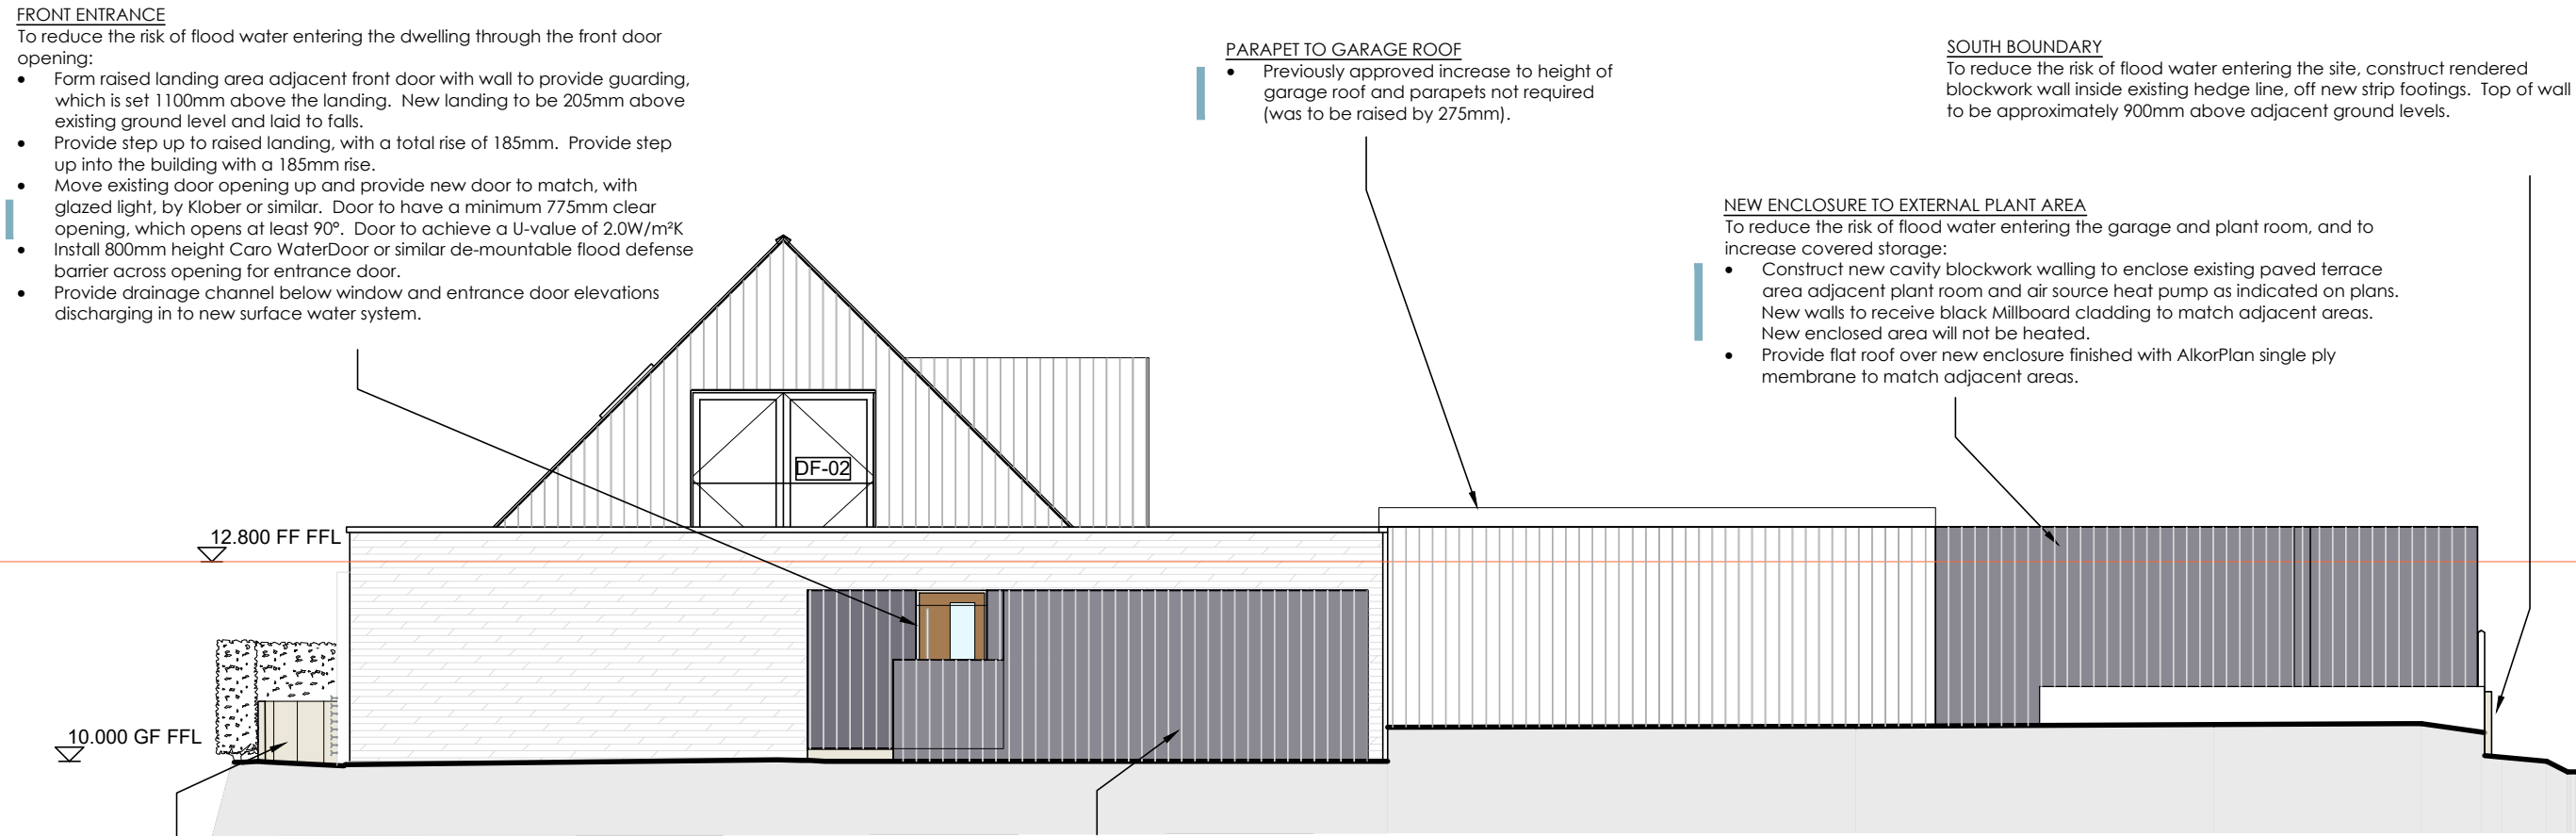 FRONT ENTRANCE
To reduce the risk of flood water entering the dwelling through the front door
opening:
• Form raised landing area adjacent front door with wall to provide guarding,
which is set 1100mm above the landing. New landing to be 205mm above
existing ground level and laid to falls.
• Provide step up to raised landing, with a total rise of 185mm. Provide step
up into the building with a 185mm rise.
• Move existing door opening up and provide new door to match, with
glazed light, by Klober or similar. Door to have a minimum 775mm clear
opening, which opens at least 90°. Door to achieve a U-value of 2.0W/m²K
• Install 800mm height Caro WaterDoor or similar de-mountable flood defense
barrier across opening for entrance door.
• Provide drainage channel below window and entrance door elevations
discharging in to new surface water system.
PARAPET TO GARAGE ROOF
• Previously approved increase to height of
garage roof and parapets not required
(was to be raised by 275mm).
SOUTH BOUNDARY
To reduce the risk of flood water entering the site, construct rendered
blockwork wall inside existing hedge line, off new strip footings. Top of wall
to be approximately 900mm above adjacent ground levels.
NEW ENCLOSURE TO EXTERNAL PLANT AREA
To reduce the risk of flood water entering the garage and plant room, and to
increase covered storage:
• Construct new cavity blockwork walling to enclose existing paved terrace
area adjacent plant room and air source heat pump as indicated on plans.
New walls to receive black Millboard cladding to match adjacent areas.
New enclosed area will not be heated.
• Provide flat roof over new enclosure finished with AlkorPlan single ply
membrane to match adjacent areas.
DF-02
12.800 FF FFL
10.000 GF FFL